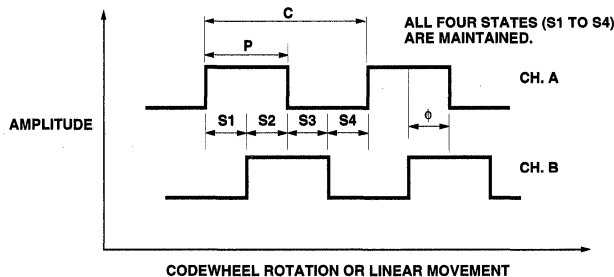 C
ALL FOUR STATES (S1 TO S4)
ARE MAINTAINED.
P
CH. A
AMPLITUDE
S1 S2 S3 S4
ϕ
CH. B
CODEWHEEL ROTATION OR LINEAR MOVEMENT